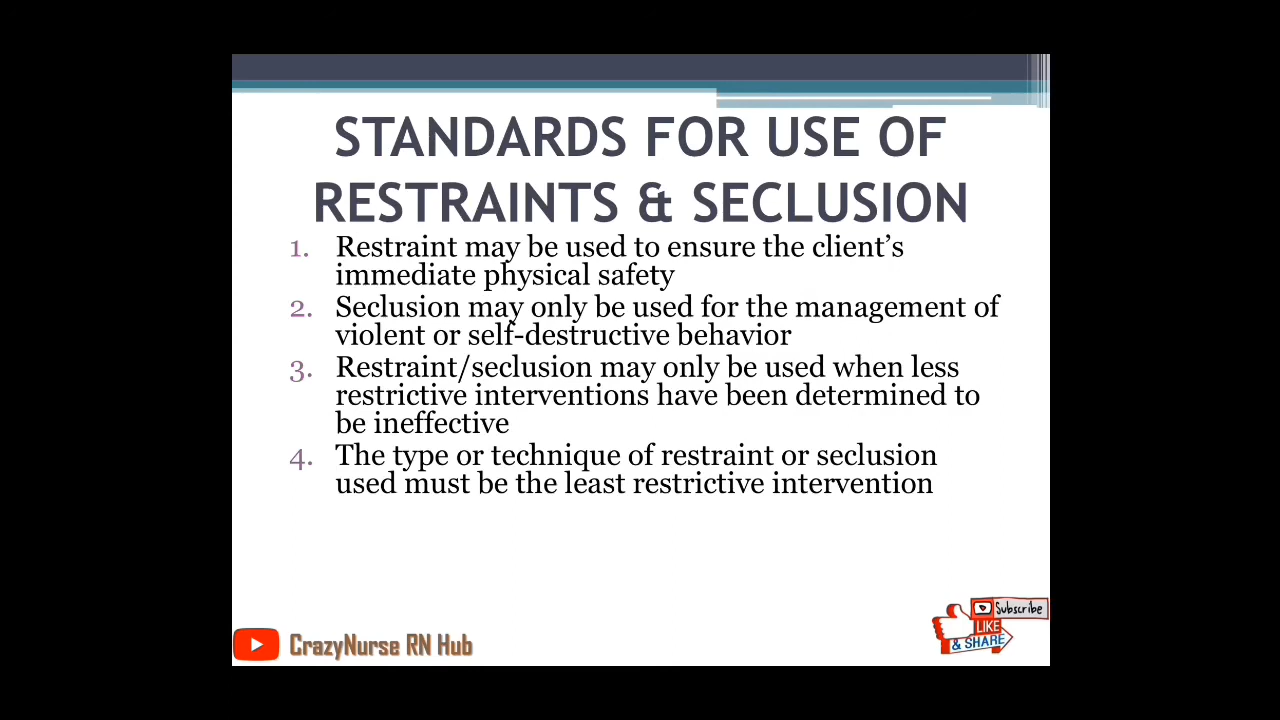 STANDARDS FOR USE OF
RESTRAINTS & SECLUSION
1. Restraint may be used to ensure the client's
immediate physical safety
2. Seclusion may only be used for the management of
violent or self-destructive behavior
3. Restraint/seclusion may only be used when less
restrictive interventions have been determined to
be ineffective
4. The type or technique of restraint or seclusion
used must be the least restrictive intervention
Subscribe
LIKE
& SHARE
CrazyNurse RN Hub